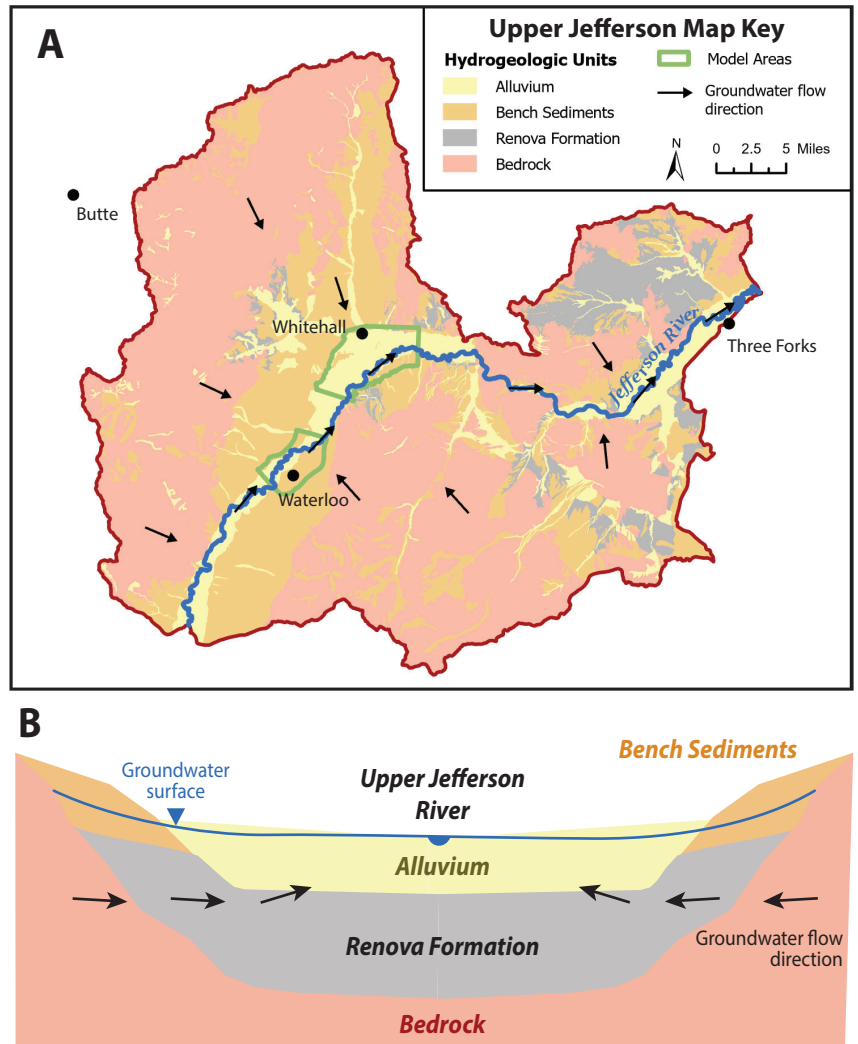 A
Upper Jefferson Map Key
Hydrogeologic Units
Alluvium
Bench Sediments
Renova Formation
Bedrock
Model Areas
Groundwater flow
direction
N
0 2.5 5 Miles
Butte
Whitehall
Waterloo
Jefferson River
Three Forks
B
Bench Sediments
Groundwater
surface
Upper Jefferson
River
Alluvium
Renova Formation
Groundwater flow
direction
Bedrock